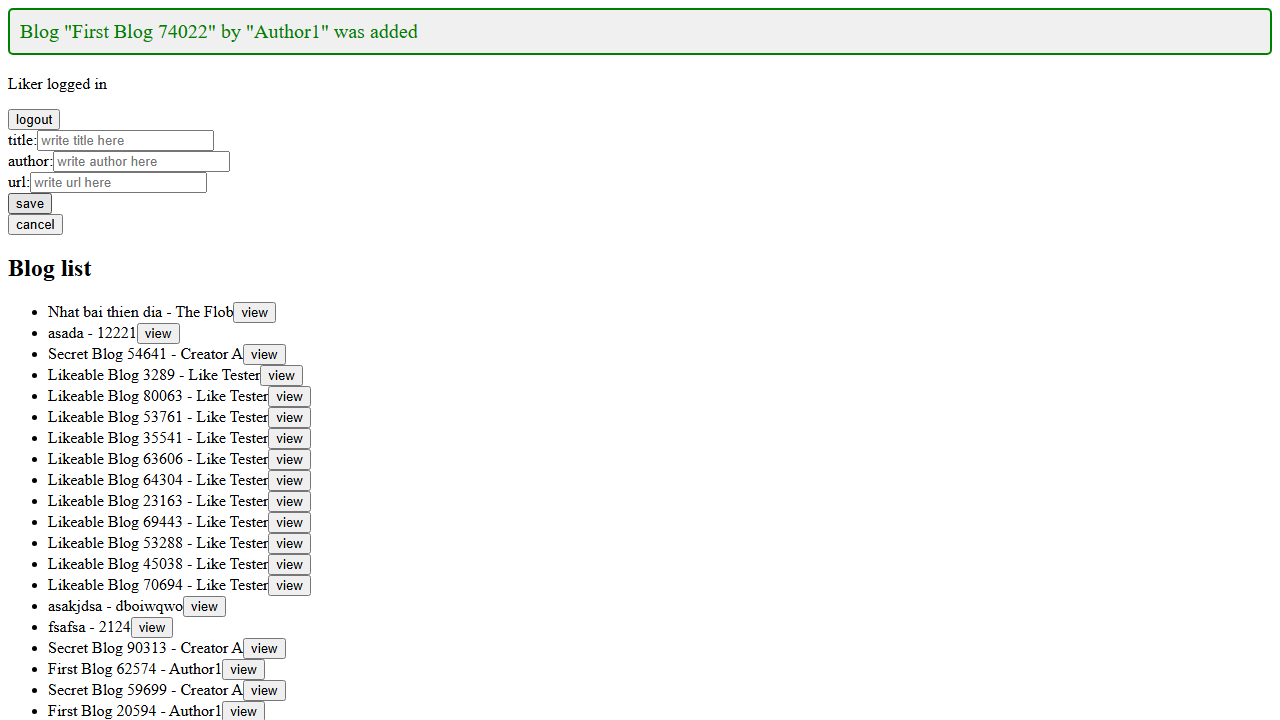 Blog "First Blog 74022" by "Author1" was added
Liker logged in
logout
title: write title here
author: write author here
url: write url here
save
cancel
Blog list
Nhat bai thien dia - The Flob view
asada - 12221 view
Secret Blog 54641 - Creator A view
Likeable Blog 3289 - Like Tester view
Likeable Blog 80063 - Like Tester view
Likeable Blog 53761 - Like Tester view
Likeable Blog 35541 - Like Tester view
Likeable Blog 63606 - Like Tester view
Likeable Blog 64304 - Like Tester view
Likeable Blog 23163 - Like Tester view
Likeable Blog 69443 - Like Tester view
Likeable Blog 53288 - Like Tester view
Likeable Blog 45038 - Like Tester view
Likeable Blog 70694 - Like Tester view
asakjdsa - dboiwqwo view
fsafsa - 2124 view
Secret Blog 90313 - Creator A view
First Blog 62574 - Author1 view
Secret Blog 59699 - Creator A view
First Blog 20594 - Author1 view